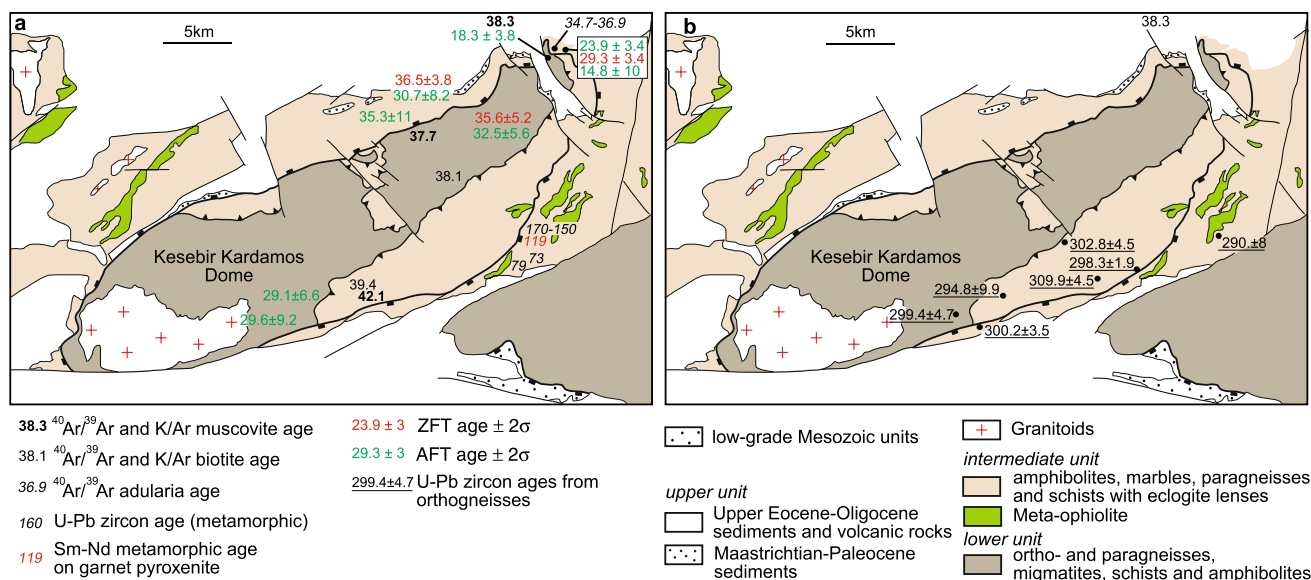 a
5km
38.3
34.7-36.9
18.3 ± 3.8
23.9 ± 3.4
29.3 ± 3.4
14.8 ± 10
36.5±3.8
30.7±8.2
35.3±11
37.7
35.6±5.2
32.5±5.6
38.1
170-150
119
73
79
Kesebir Kardamos
Dome
39.4
42.1
29.1±6.6
29.6±9.2
b
5km
38.3
290.±8
302.8±4.5
298.3±1.9
309.9±4.5
Kesebir Kardamos
Dome
294.8±9.9
299.4±4.7
300.2±3.5
38.3 40Ar/39Ar and K/Ar muscovite age
38.1 40Ar/39Ar and K/Ar biotite age
36.9 40Ar/39Ar adularia age
160 U-Pb zircon age (metamorphic)
119 Sm-Nd metamorphic age
on garnet pyroxenite
23.9 ± 3 ZFT age ± 2σ
29.3 ± 3 AFT age ± 2σ
299.4±4.7 U-Pb zircon ages from
orthogneisses
low-grade Mesozoic units
upper unit
Upper Eocene-Oligocene
sediments and volcanic rocks
Maastrichtian-Paleocene
sediments
Granitoids
intermediate unit
amphibolites, marbles, paragneisses
and schists with eclogite lenses
Meta-ophiolite
lower unit
ortho- and paragneisses,
migmatites, schists and amphibolites